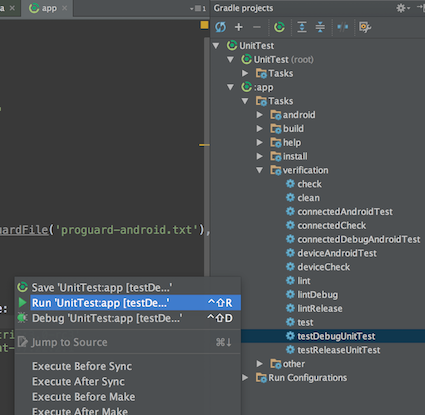 a
app
1
Gradle projects
UnitTest
UnitTest (root)
Tasks
:app
Tasks
android
build
help
install
verification
check
clean
connectedAndroidTest
connectedCheck
connectedDebugAndroidTest
deviceAndroidTest
deviceCheck
lint
lintDebug
lintRelease
test
testDebugUnitTest
testReleaseUnitTest
other
Run Configurations
uardFile('proguard-android.txt'),
Save 'UnitTest:app [testDe...'
Run 'UnitTest:app [testDe...' ^⇧R
Debug 'UnitTest:app [testDe...' ^⇧D
Jump to Source ⌘↓
Execute Before Sync
Execute After Sync
Execute Before Make
Execute After Make
e:
tri
nt-